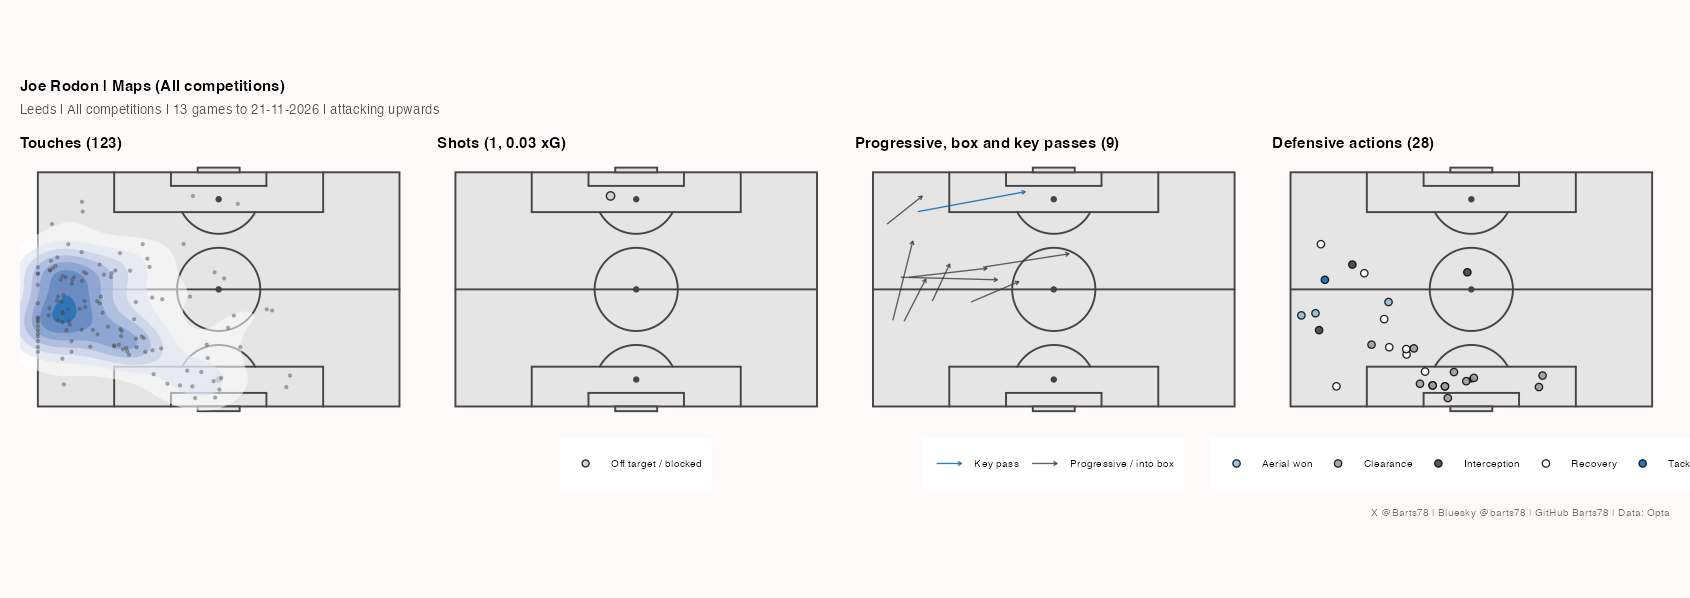 Joe Rodon | Maps (All competitions)
Leeds | All competitions | 13 games to 21-11-2026 | attacking upwards
Touches (123)
Shots (1, 0.03 xG)
Progressive, box and key passes (9)
Defensive actions (28)
Off target / blocked
Key pass
Progressive / into box
Aerial won
Clearance
Interception
Recovery
Tack
X @Barts78 | Bluesky @barts78 | GitHub Barts78 | Data: Opta